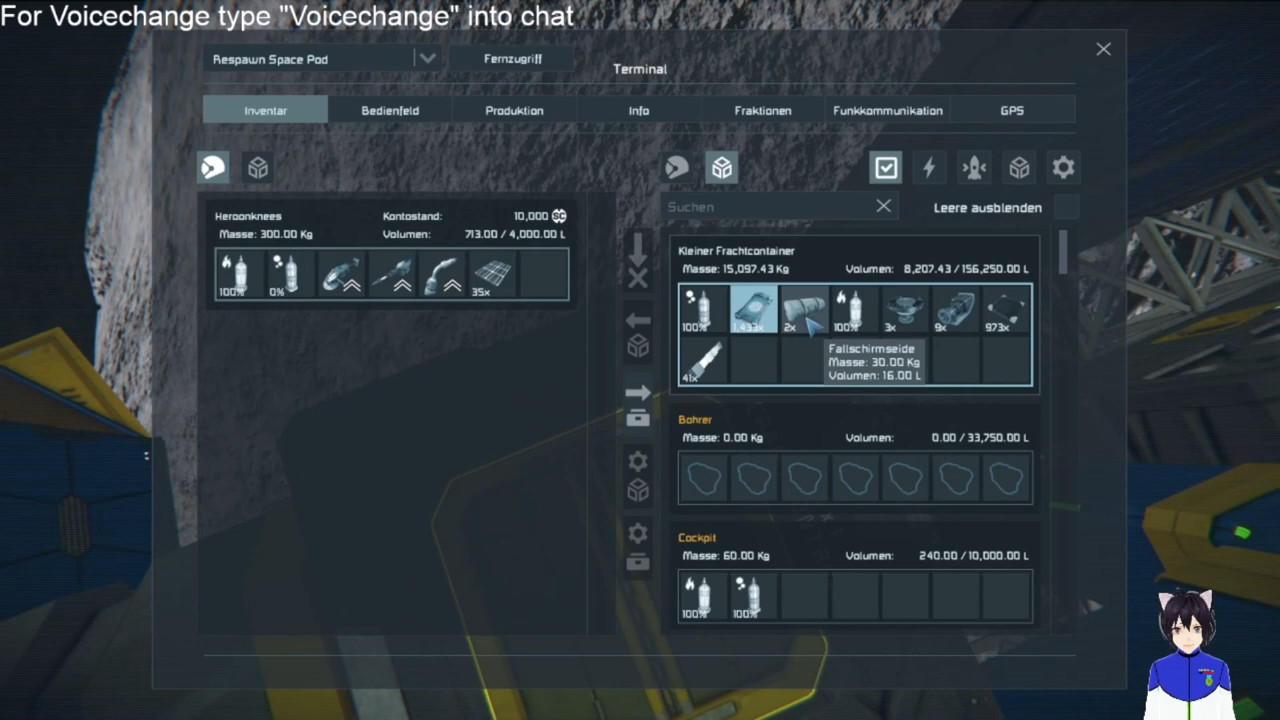 For Voicechange type "Voicechange" into chat
Respawn Space Pod
Fernzugriff
Terminal
Inventar
Bedienfeld
Produktion
Info
Fraktionen
Funkkommunikation
GPS
Suchen
Leere ausblenden
Heroonknees
Kontostand:
10,000
SC
Masse: 300.00 Kg
Volumen:
713.00 / 4,000.00 L
100%
0%
35x
Kleiner Frachtcontainer
Masse: 15,097.43 Kg
Volumen:
8,207.43 / 156,250.00 L
100%
1,433x
2x
100%
3x
9x
973x
41x
Fallschirmseide
Masse: 30.00 Kg
Volumen: 16.00 L
Bohrer
Masse: 0.00 Kg
Volumen:
0.00 / 33,750.00 L
Cockpit
Masse: 60.00 Kg
Volumen:
240.00 / 10,000.00 L
100%
100%